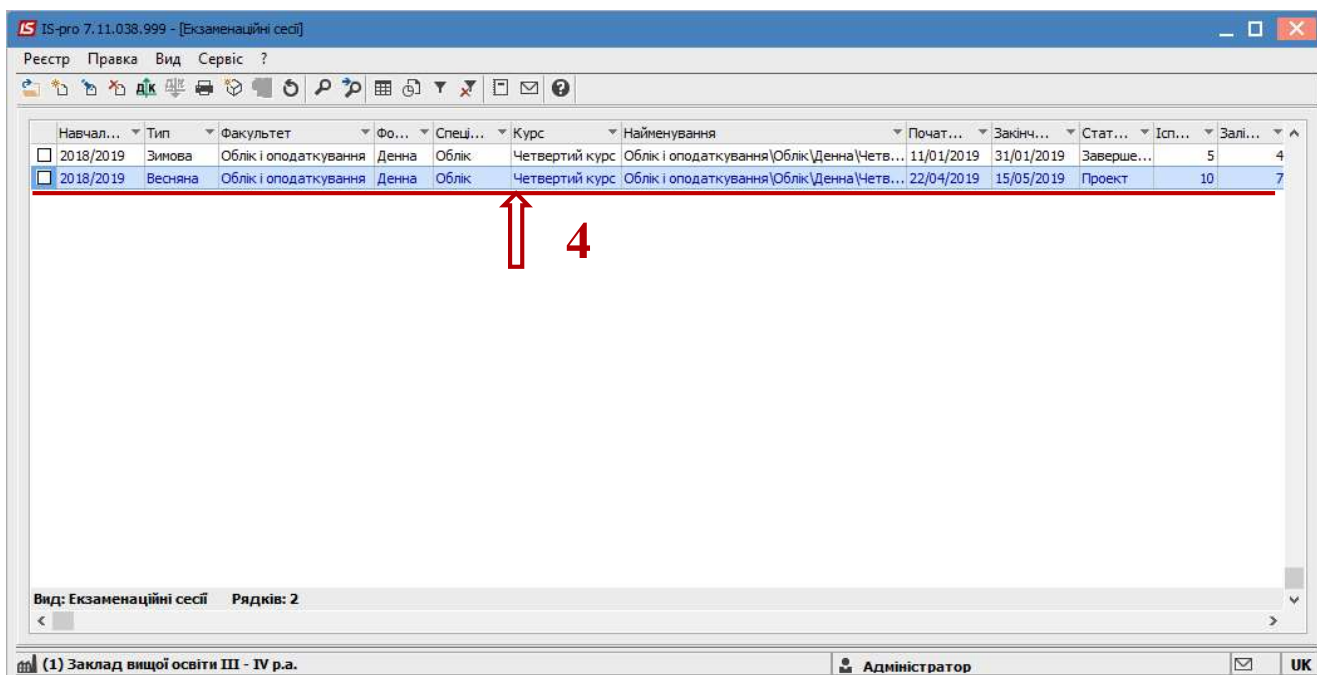 IS-pro 7.11.038.999 - [Екзаменаційні сесії]
Реєстр Правка Вид Сервіс ?
Навчал... Тип Факультет Фо... Спеці... Курс Найменування Почат... Закінч... Стат... Ісп... Залі...
2018/2019 Зимова Облік і оподаткування Денна Облік Четвертий курс Облік і оподаткування\Облік\Денна\Четв... 11/01/2019 31/01/2019 Заверше... 5 4
2018/2019 Весняна Облік і оподаткування Денна Облік Четвертий курс Облік і оподаткування\Облік\Денна\Четв... 22/04/2019 15/05/2019 Проект 10 7
4
Вид: Екзаменаційні сесії Рядків: 2
(1) Заклад вищої освіти III - IV р.а. Адміністратор UK